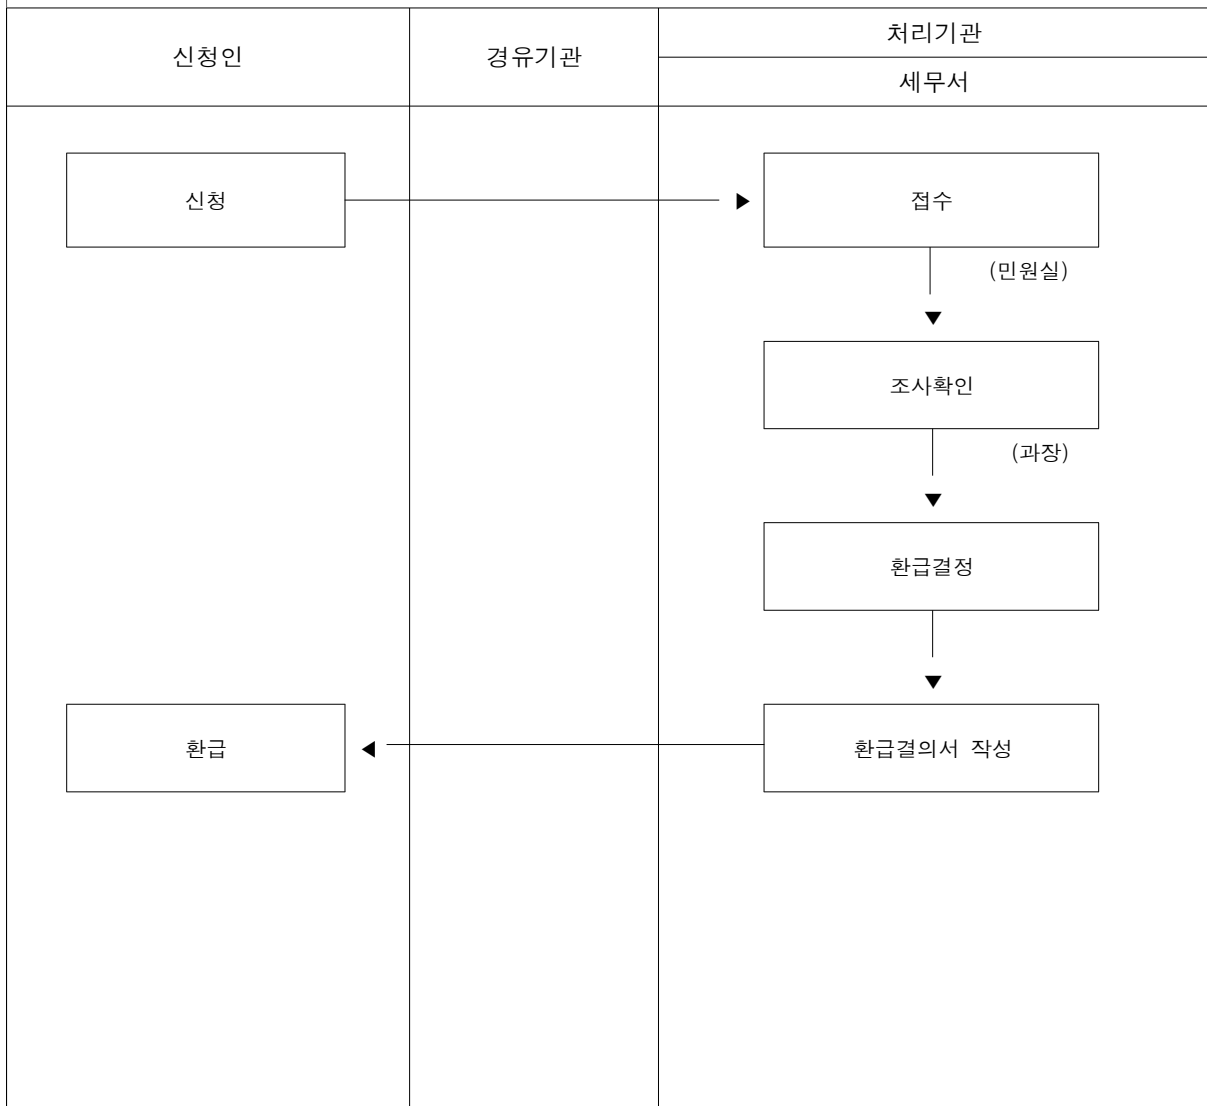 신청인
경유기관
처리기관
세무서
신청
접수
(민원실)
조사확인
(과장)
환급결정
환급
환급결의서 작성